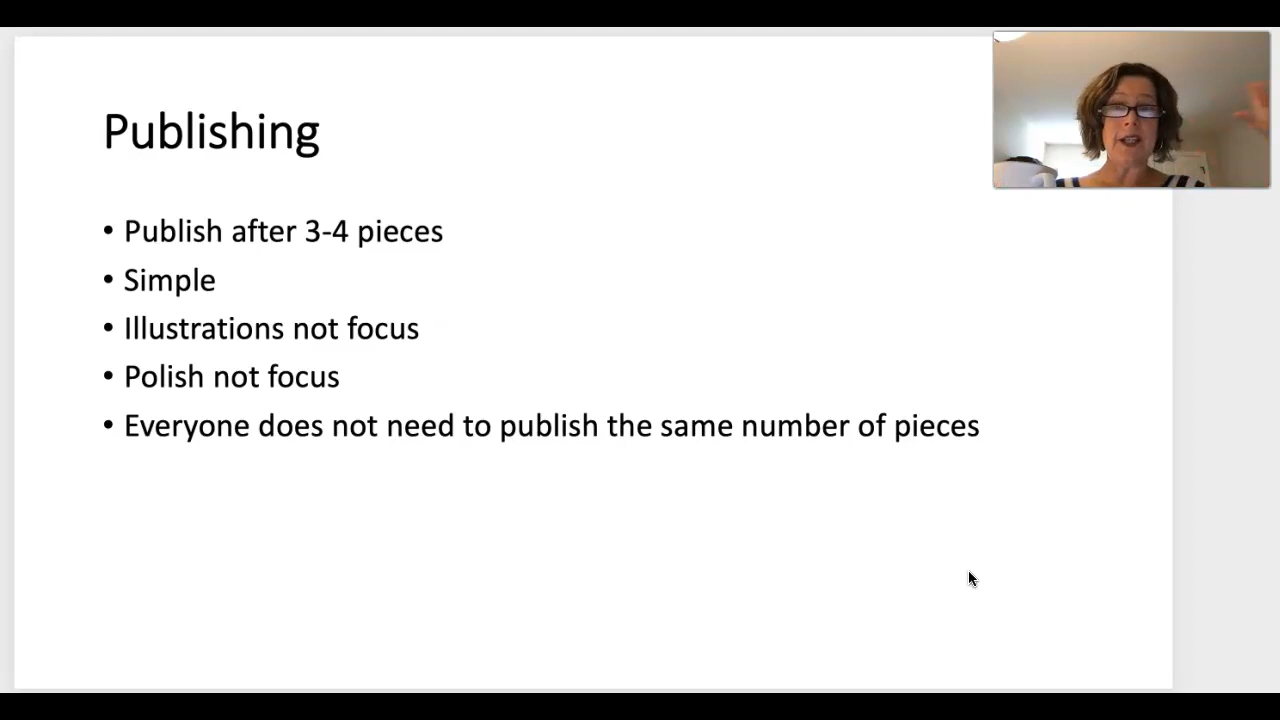 Publishing
• Publish after 3-4 pieces
• Simple
• Illustrations not focus
• Polish not focus
• Everyone does not need to publish the same number of pieces